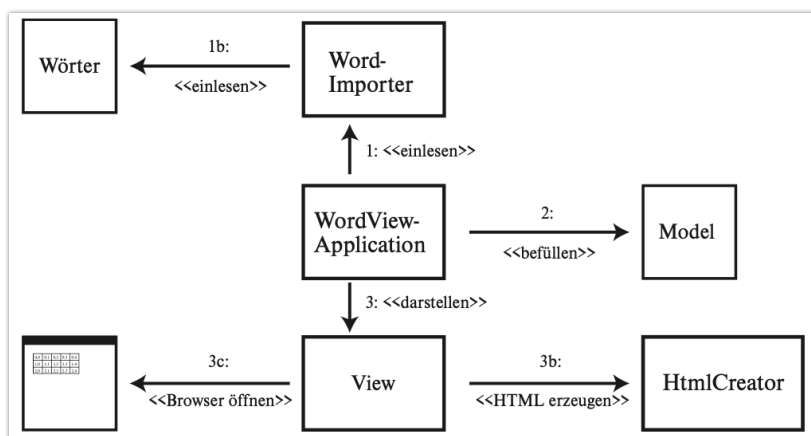 1b:
Wörter
<<einlesen>>
Word-
Importer
1: <<einlesen>>
WordView-
Application
2:
<<befüllen>>
Model
3: <<darstellen>>
3c:
<<Browser öffnen>>
View
3b:
<<HTML erzeugen>>
HtmlCreator